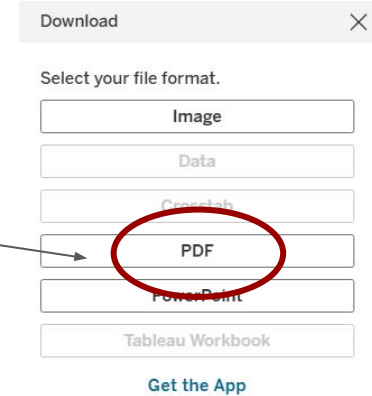 Download
Select your file format.
Image
Data
Crosstab
PDF
PowerPoint
Tableau Workbook
Get the App